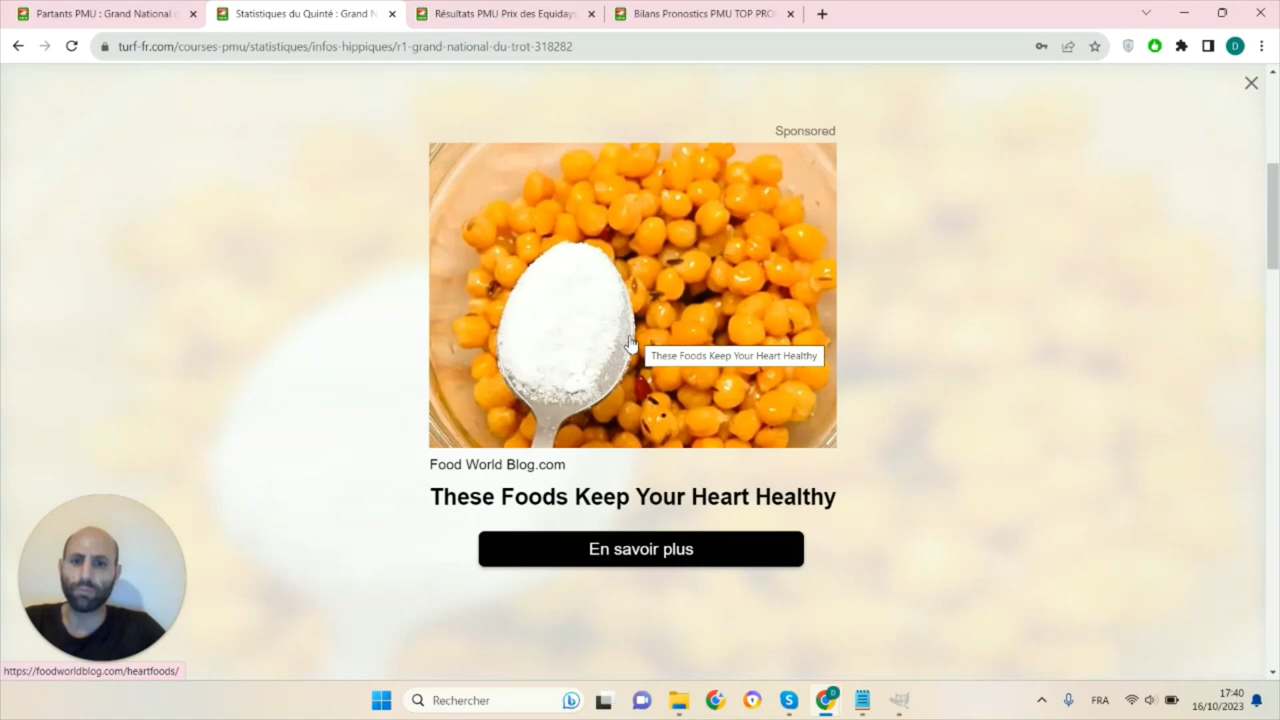 Partants PMU : Grand National d
Statistiques du Quinté : Grand N
Résultats PMU Prix des Equiday
Bilans Pronostics PMU TOP PRO
turf-fr.com/courses-pmu/statistiques/infos-hippiques/r1-grand-national-du-trot-318282
D
Sponsored
These Foods Keep Your Heart Healthy
Food World Blog.com
These Foods Keep Your Heart Healthy
En savoir plus
https://foodworldblog.com/heartfoods/
Rechercher
D
FRA
17:40
16/10/2023